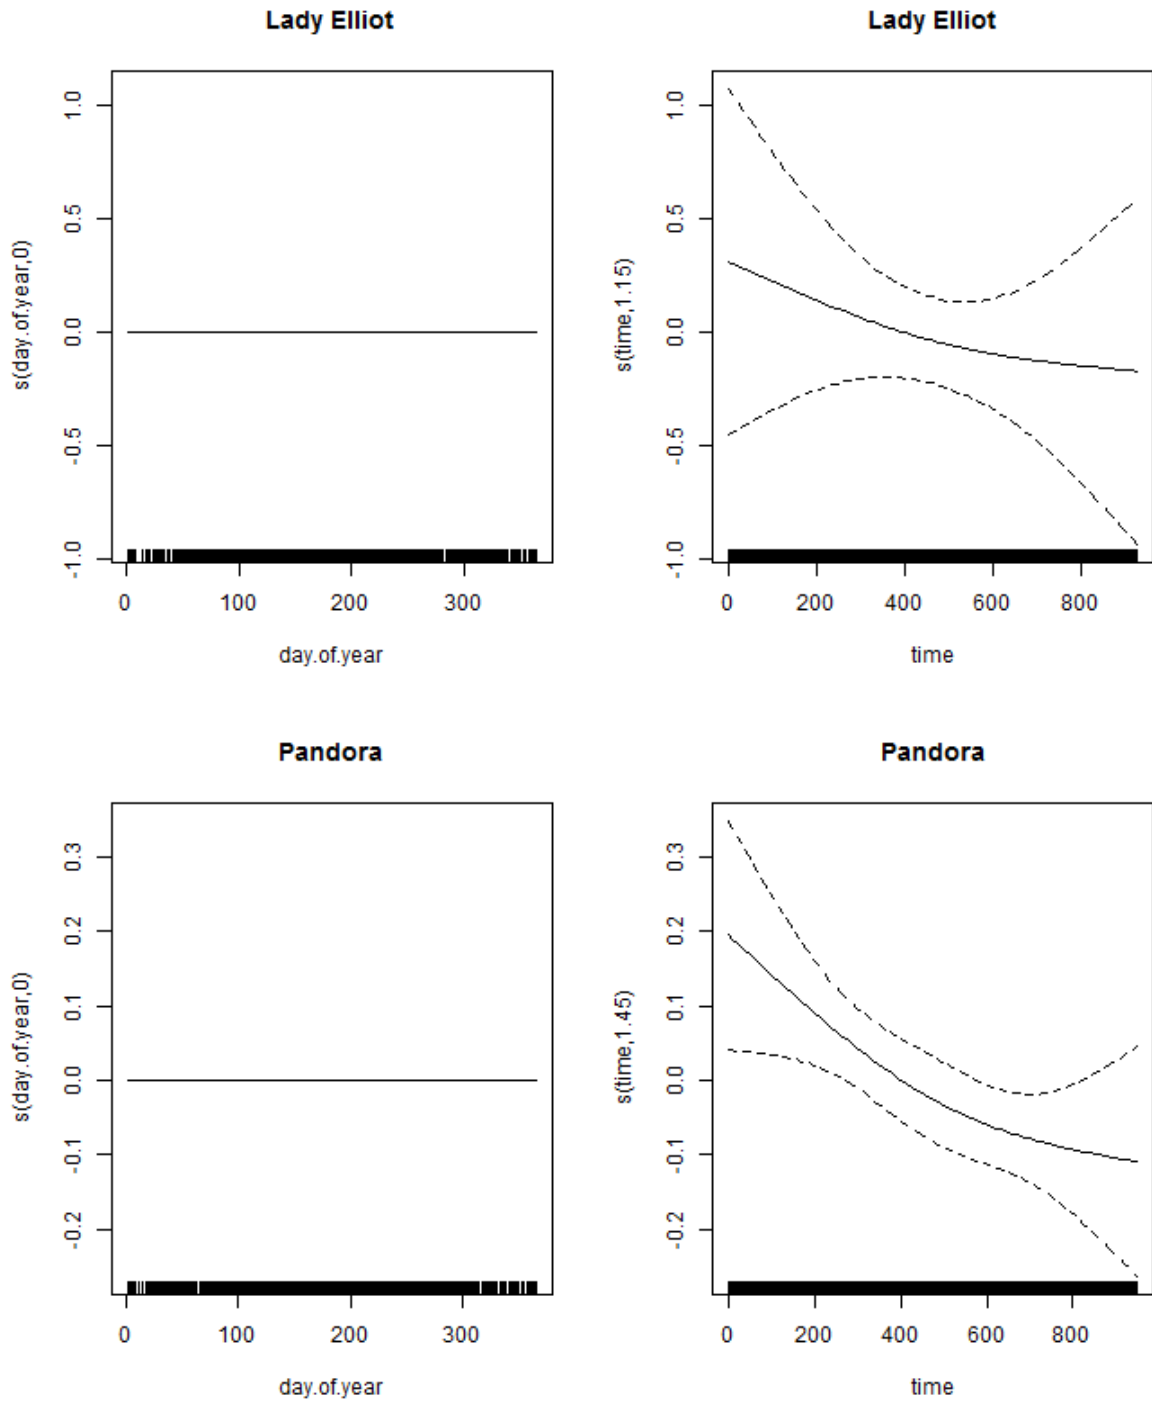 Lady Elliot
s(day.of.year,0)
1.0
0.5
0.0
-0.5
-1.0
0 100 200 300
day.of.year
Lady Elliot
s(time,1.15)
1.0
0.5
0.0
-0.5
-1.0
0 200 400 600 800
time
Pandora
s(day.of.year,0)
0.3
0.2
0.1
0.0
-0.1
-0.2
0 100 200 300
day.of.year
Pandora
s(time,1.45)
0.3
0.2
0.1
0.0
-0.1
-0.2
0 200 400 600 800
time